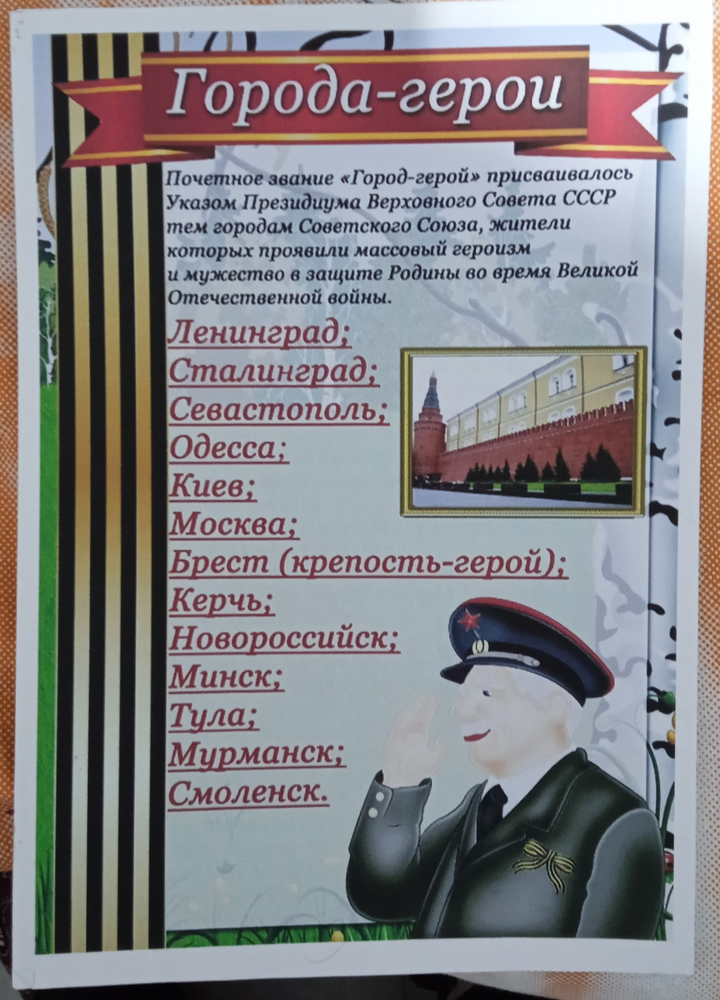 Города-герои
Почетное звание «Город-герой» присваивалось
Указом Президиума Верховного Совета СССР
тем городам Советского Союза, жители
которых проявили массовый героизм
и мужество в защите Родины во время Великой
Отечественной войны.
Ленинград;
Сталинград;
Севастополь;
Одесса;
Киев;
Москва;
Брест (крепость-герой);
Керчь;
Новороссийск;
Минск;
Тула;
Мурманск;
Смоленск.